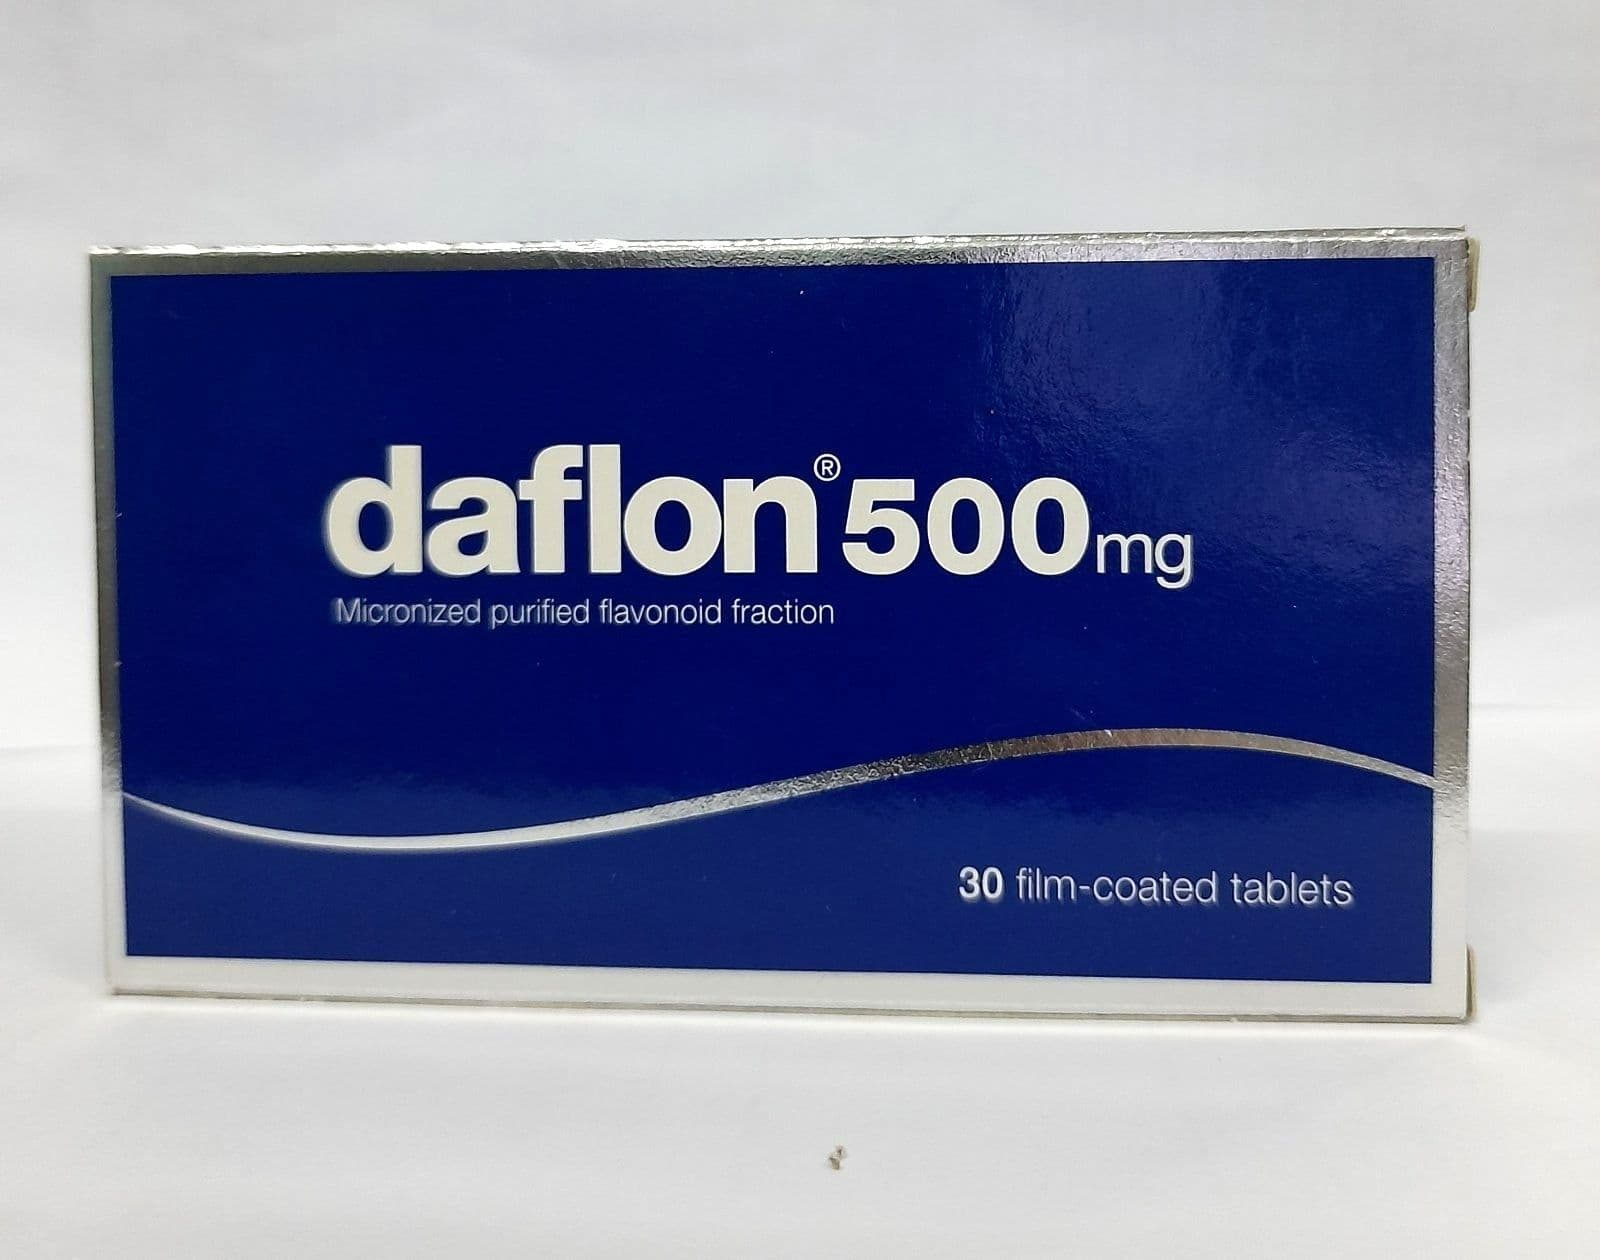 daflon® 500mg
Micronized purified flavonoid fraction
30 film-coated tablets